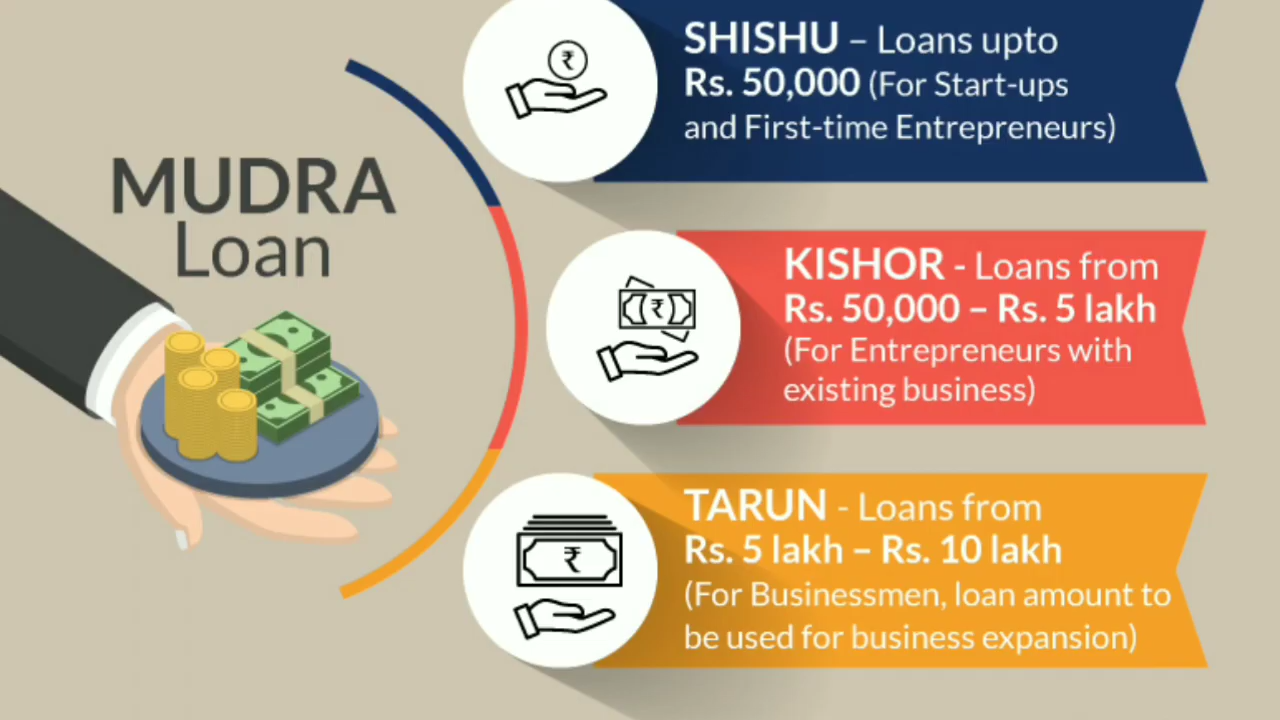 MUDRA
Loan
SHISHU – Loans upto
Rs. 50,000 (For Start-ups
and First-time Entrepreneurs)
KISHOR - Loans from
Rs. 50,000 – Rs. 5 lakh
(For Entrepreneurs with
existing business)
TARUN - Loans from
Rs. 5 lakh – Rs. 10 lakh
(For Businessmen, loan amount to
be used for business expansion)